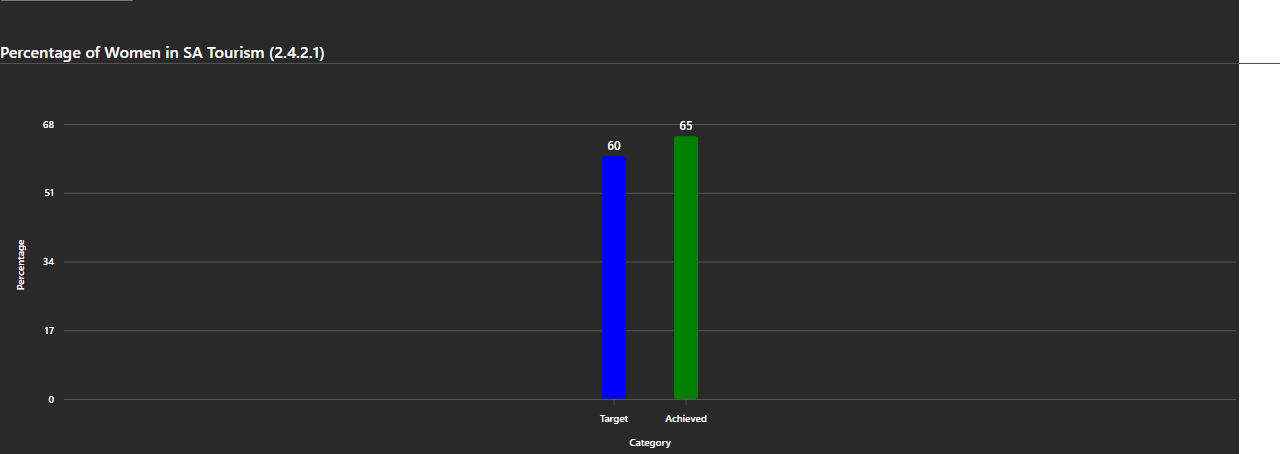 Percentage of Women in SA Tourism (2.4.2.1)
68
65
60
51
34
17
0
Percentage
Target
Achieved
Category